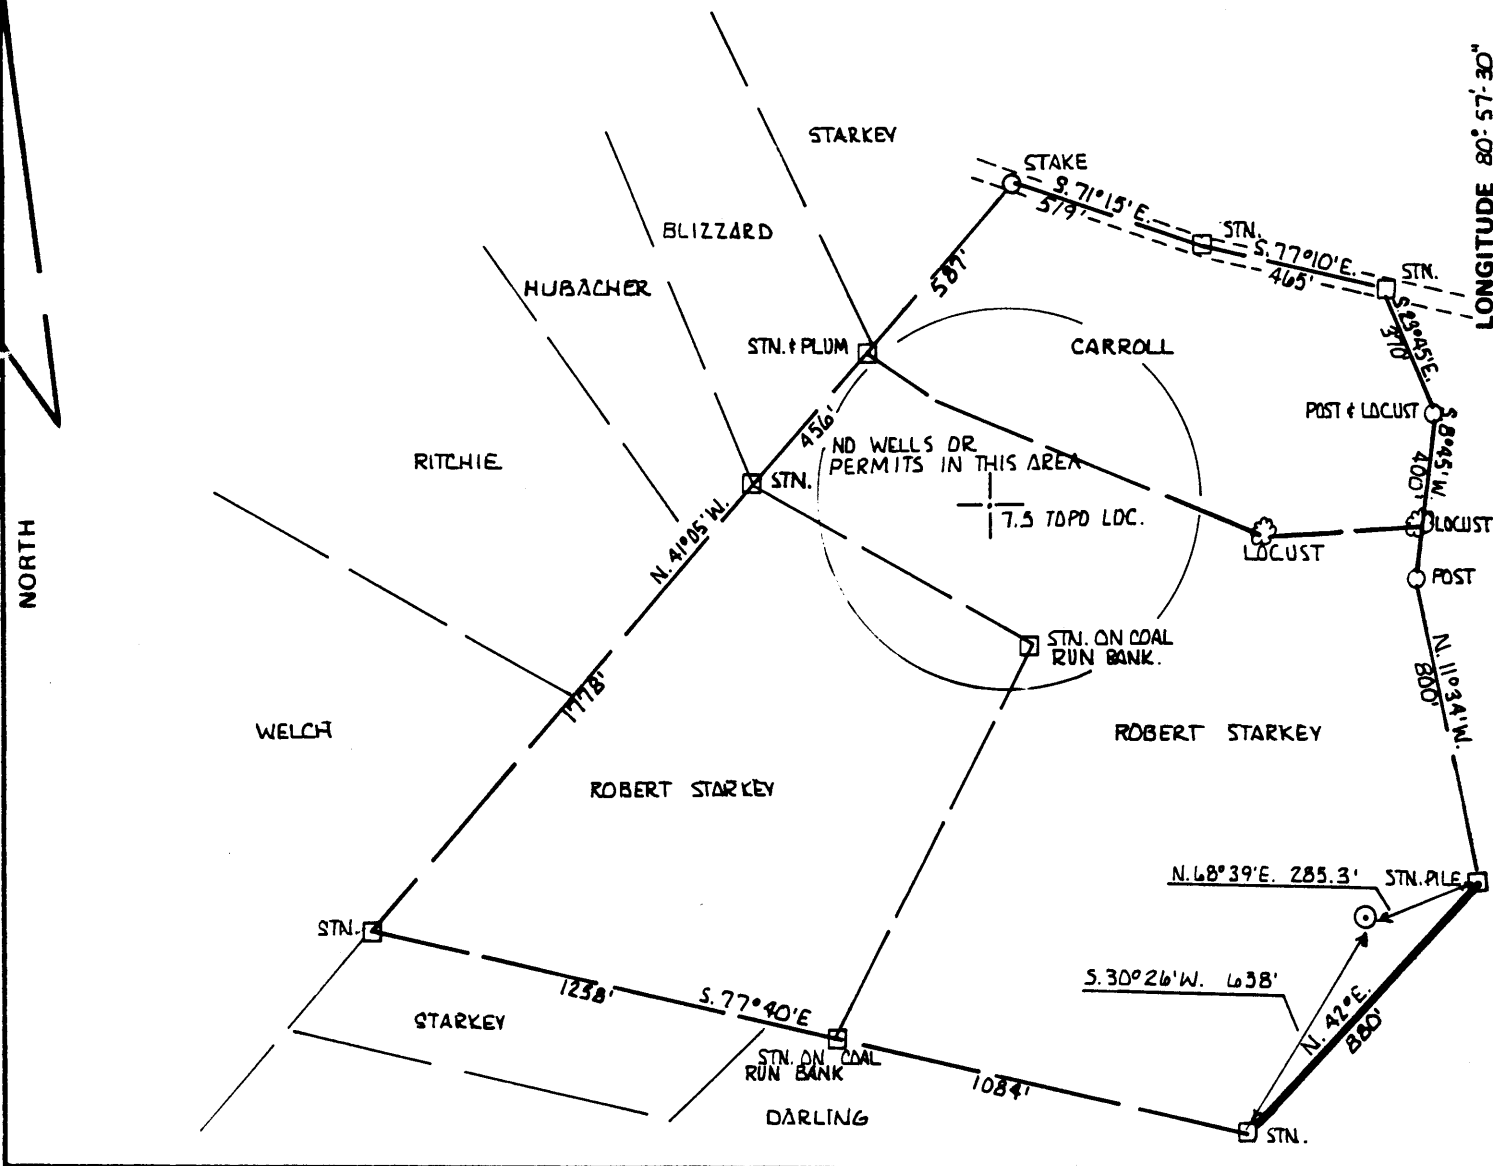 STARKEY
STAKE
S. 71°15' E.
519'
STN.
S. 77°10' E.
465'
STN.
LONGITUDE 80° 57' 30"
BLIZZARD
HUBACHER
587'
STN. & PLUM
CARROLL
S. 23°45' E.
370'
POST & LOCUST
S 8°45' W.
400'
456'
NO WELLS OR
PERMITS IN THIS AREA
RITCHIE
STN.
7.5 TOPO LOC.
LOCUST
LOCUST
POST
NORTH
N. 41°05' W.
STN. ON COAL
RUN BANK.
N. 11°34' W.
800'
1778'
WELCH
ROBERT STARKEY
ROBERT STARKEY
N. 68°39' E. 285.3'
STN. PILE
STN.
S. 30°26' W. 638'
1238'
S. 77°40' E
STARKEY
N. 42° E.
880'
STN. ON COAL
RUN BANK
1084'
DARLING
STN.